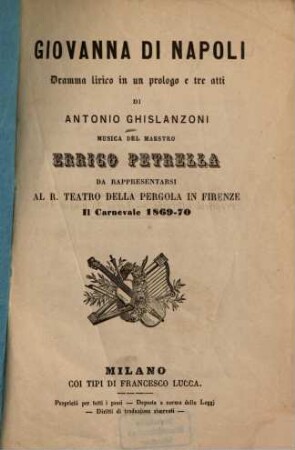 GIOVANNA DI NAPOLI
Dramma lirico in un prologo e tre atti
DI
ANTONIO GHISLANZONI
MUSICA DEL MAESTRO
ERRICO PETRELLA
DA RAPPRESENTARSI
AL R. TEATRO DELLA PERGOLA IN FIRENZE
Il Carnevale 1869-70
MILANO
COI TIPI DI FRANCESCO LUCCA.
Proprietà per tutti i paesi — Deposto a norma delle Leggi
— Diritti di traduzione riservati —